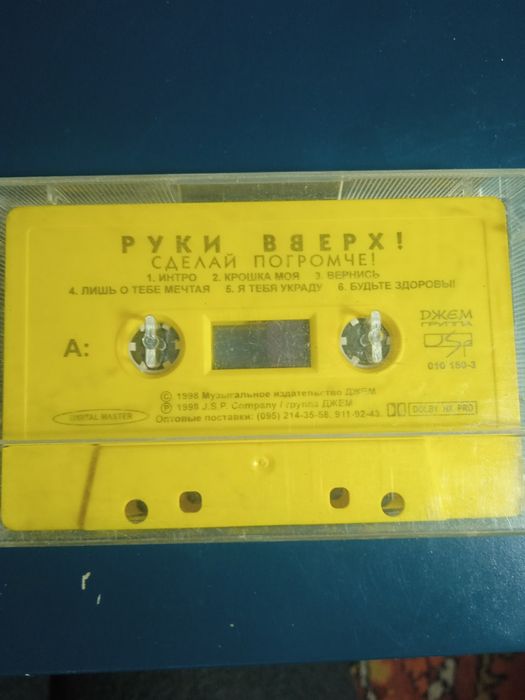 РУКИ ВВЕРХ!
СДЕЛАЙ ПОГРОМЧЕ!
1. ИНТРО 2. КРОШКА МОЯ 3. ВЕРНИСЬ
4. ЛИШЬ О ТЕБЕ МЕЧТАЯ 5. Я ТЕБЯ УКРАДУ 6. БУДЬТЕ ЗДОРОВЫ!
ДЖЕМ
ГРУППА
JSP
A:
010 150-3
© 1998 Музыкальное издательство ДЖЕМ
℗ 1998 J.S.P. Company / группа ДЖЕМ
DIGITAL MASTER
DOLBY HX PRO
Оптовые поставки: (095) 214-35-58, 911-92-43.